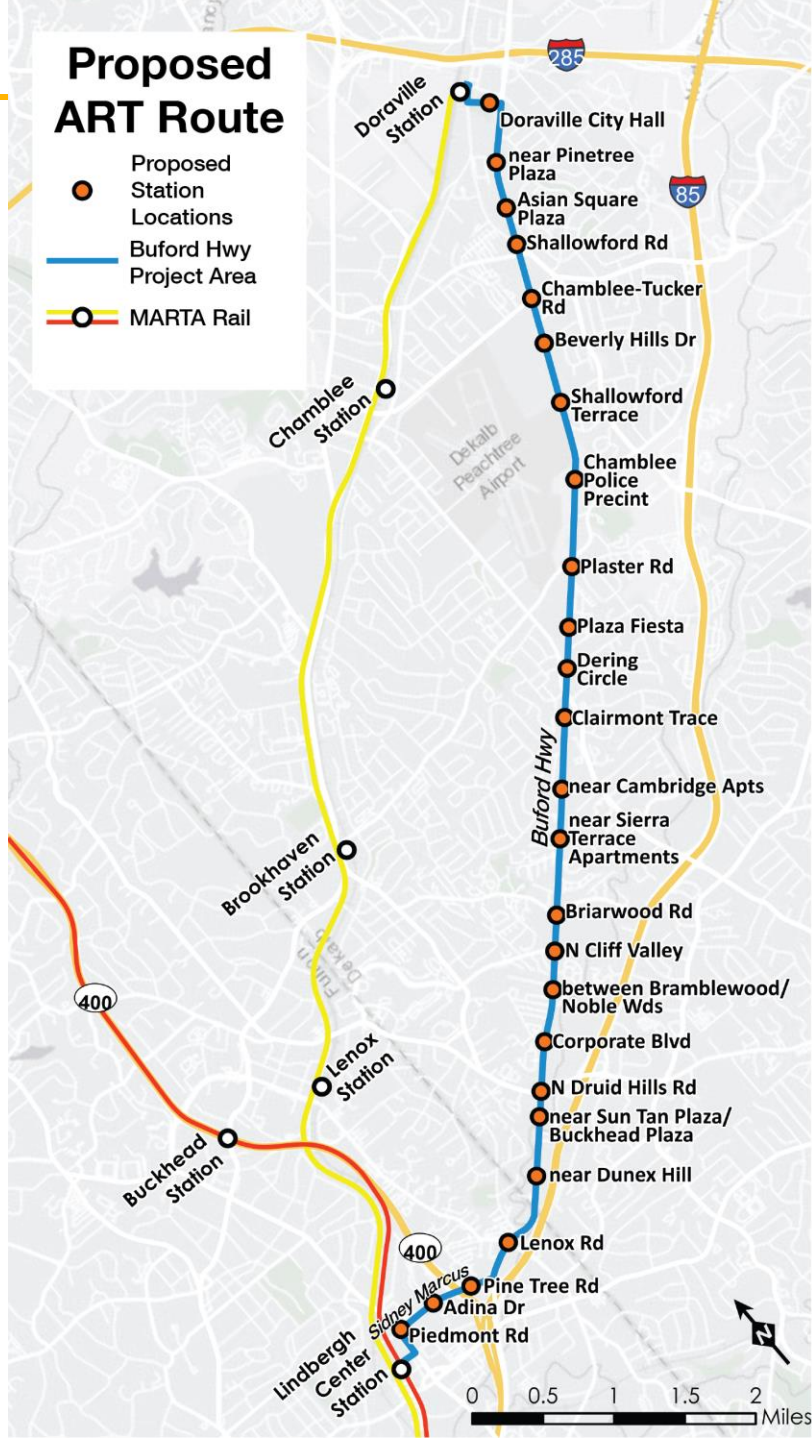 Proposed
ART Route
Proposed
Station
Locations
Buford Hwy
Project Area
MARTA Rail
285
Doraville
Station
Doraville City Hall
near Pinetree
Plaza
85
Asian Square
Plaza
Shallowford Rd
Chamblee-Tucker
Rd
Beverly Hills Dr
Chamblee
Station
Shallowford
Terrace
Dekalb
Peachtree
Airport
Chamblee
Police
Precint
Plaster Rd
Plaza Fiesta
Dering
Circle
Clairmont Trace
Buford Hwy
near Cambridge Apts
near Sierra
Terrace
Apartments
Brookhaven
Station
Briarwood Rd
N Cliff Valley
Fulton
Dekalb
400
between Bramblewood/
Noble Wds
Corporate Blvd
Lenox
Station
N Druid Hills Rd
near Sun Tan Plaza/
Buckhead Plaza
Buckhead
Station
near Dunex Hill
Lenox Rd
400
Pine Tree Rd
Sidney Marcus
Adina Dr
Piedmont Rd
Lindbergh
Center
Station
N
0 0.5 1 1.5 2
Miles